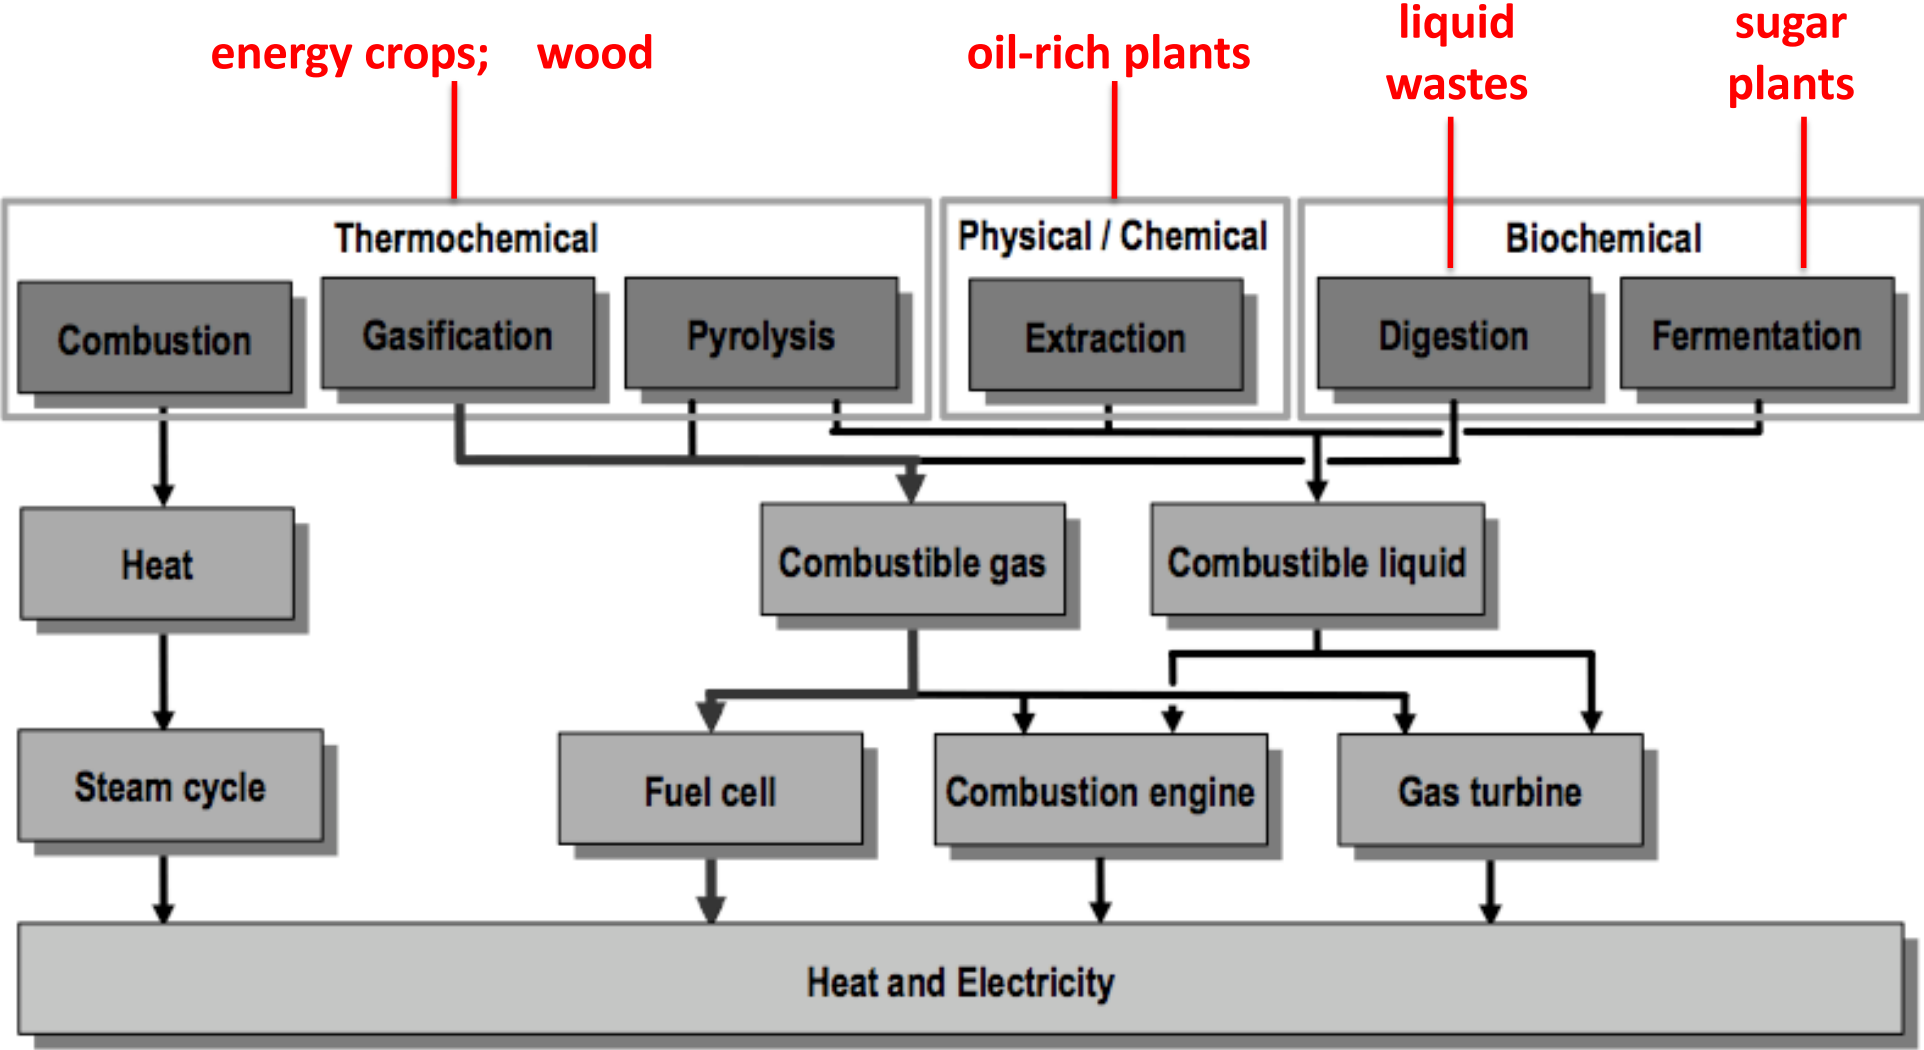 energy crops; wood
oil-rich plants
liquid
wastes
sugar
plants
Thermochemical
Physical / Chemical
Biochemical
Combustion
Gasification
Pyrolysis
Extraction
Digestion
Fermentation
Heat
Combustible gas
Combustible liquid
Steam cycle
Fuel cell
Combustion engine
Gas turbine
Heat and Electricity